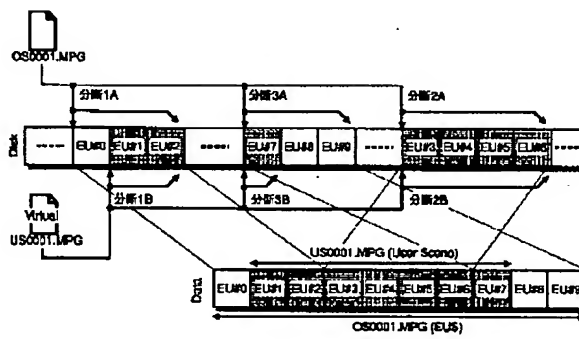 OS0001.MPG
分断1A
分断3A
分断2A
Disk
EU#0
EU#1
EU#2
EU#7
EU#8
EU#9
EU#3
EU#4
EU#5
EU#6
Virtual
US0001.MPG
分断1B
分断3B
分断2B
US0001.MPG (User Scene)
Data
EU#0
EU#1
EU#2
EU#3
EU#4
EU#5
EU#6
EU#7
EU#8
EU#9
OS0001.MPG (EUS)